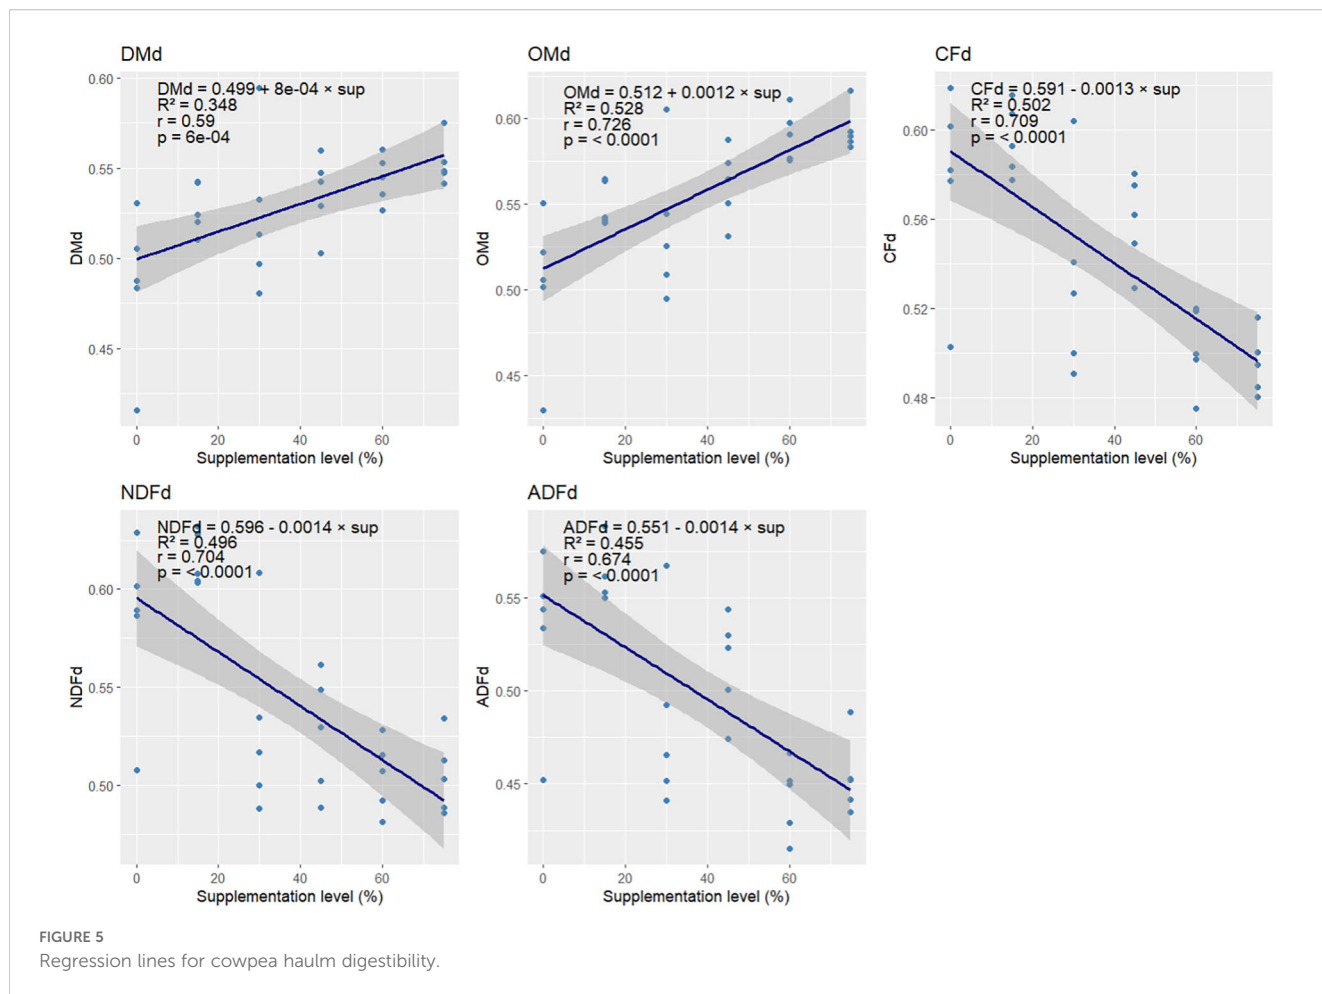 DMd
DMd = 0.499 + 8e-04 × sup
R² = 0.348
r = 0.59
p = 6e-04
0.60
0.55
0.50
0.45
DMd
0
20
40
60
Supplementation level (%)
OMd
OMd = 0.512 + 0.0012 × sup
R² = 0.528
r = 0.726
p = < 0.0001
0.60
0.55
0.50
0.45
OMd
0
20
40
60
Supplementation level (%)
CFd
CFd = 0.591 - 0.0013 × sup
R² = 0.502
r = 0.709
p = < 0.0001
0.60
0.56
0.52
0.48
CFd
0
20
40
60
Supplementation level (%)
NDFd
NDFd = 0.596 - 0.0014 × sup
R² = 0.496
r = 0.704
p = < 0.0001
0.60
0.55
0.50
NDFd
0
20
40
60
Supplementation level (%)
ADFd
ADFd = 0.551 - 0.0014 × sup
R² = 0.455
r = 0.674
p = < 0.0001
0.55
0.50
0.45
ADFd
0
20
40
60
Supplementation level (%)
FIGURE 5
Regression lines for cowpea haulm digestibility.